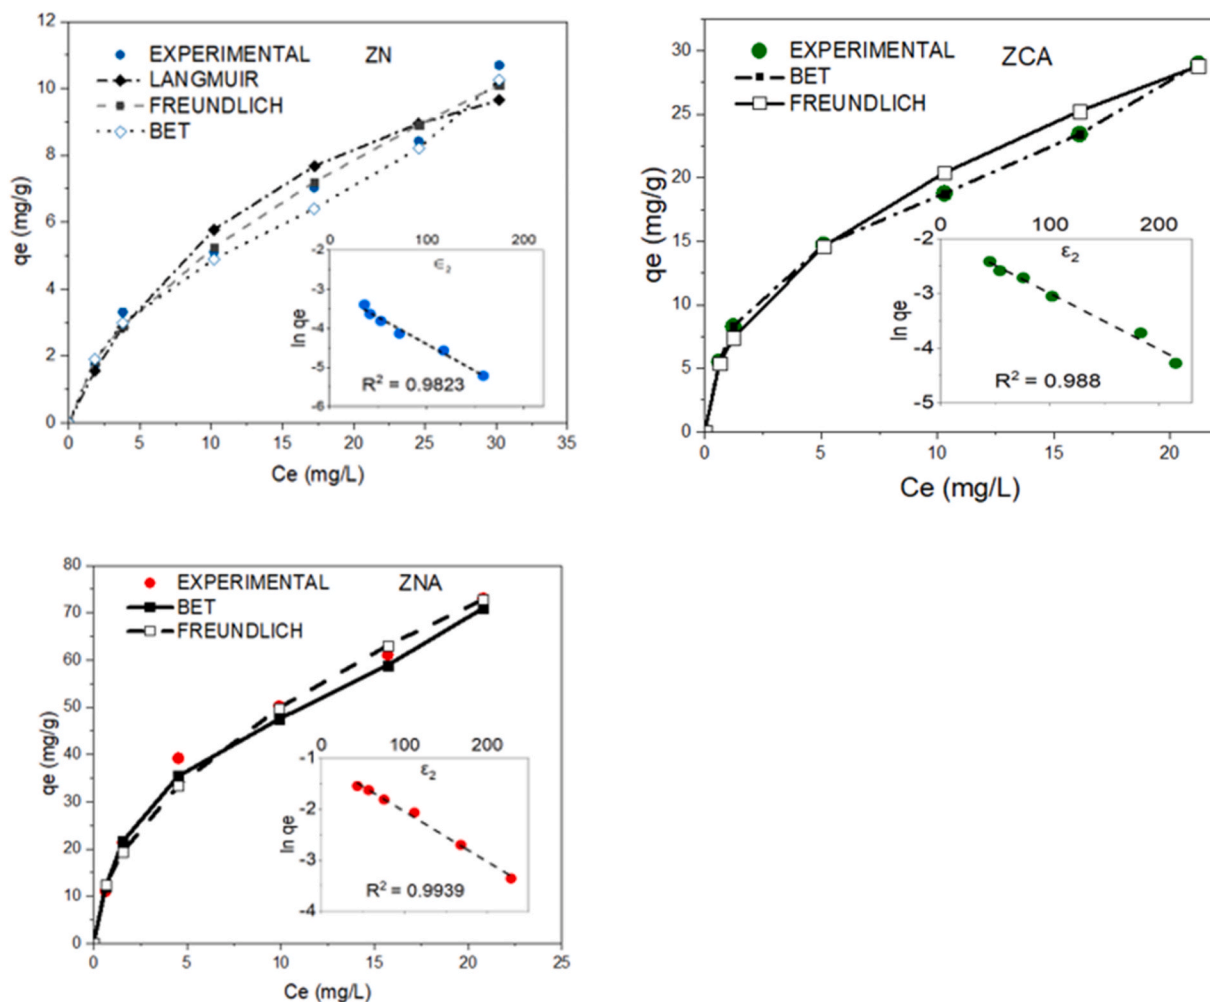 ZN
EXPERIMENTAL
LANGMUIR
FREUNDLICH
BET
12
10
8
6
4
2
0
qe (mg/g)
0 5 10 15 20 25 30 35
Ce (mg/L)
0 100 200
ϵ₂
-2
-3
-4
-5
-6
ln qe
R² = 0.9823
ZCA
EXPERIMENTAL
BET
FREUNDLICH
30
25
20
15
10
5
0
qe (mg/g)
0 5 10 15 20
Ce (mg/L)
0 100 200
ε₂
-2
-3
-4
-5
ln qe
R² = 0.988
ZNA
EXPERIMENTAL
BET
FREUNDLICH
80
70
60
50
40
30
20
10
0
qe (mg/g)
0 5 10 15 20 25
Ce (mg/L)
0 100 200
ε₂
-1
-2
-3
-4
ln qe
R² = 0.9939